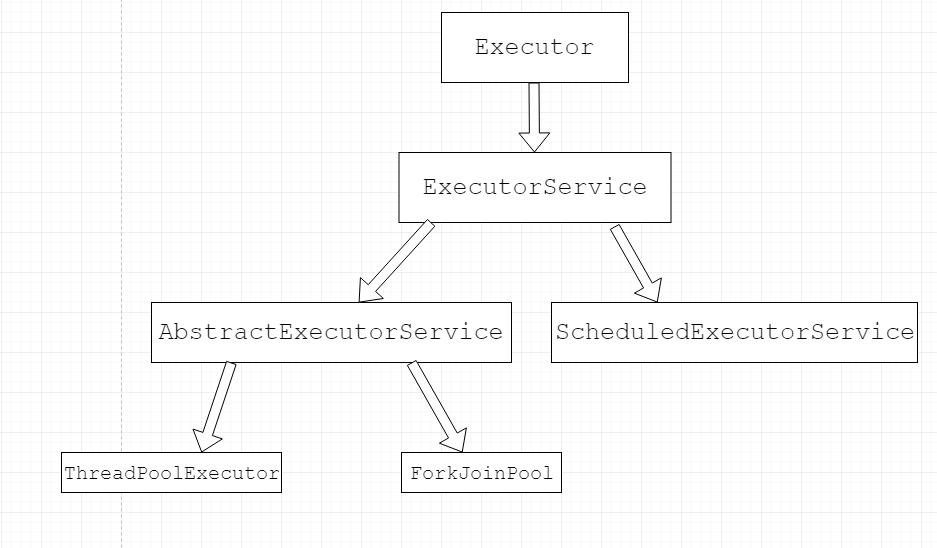 Executor
ExecutorService
AbstractExecutorService
ScheduledExecutorService
ThreadPoolExecutor
ForkJoinPool